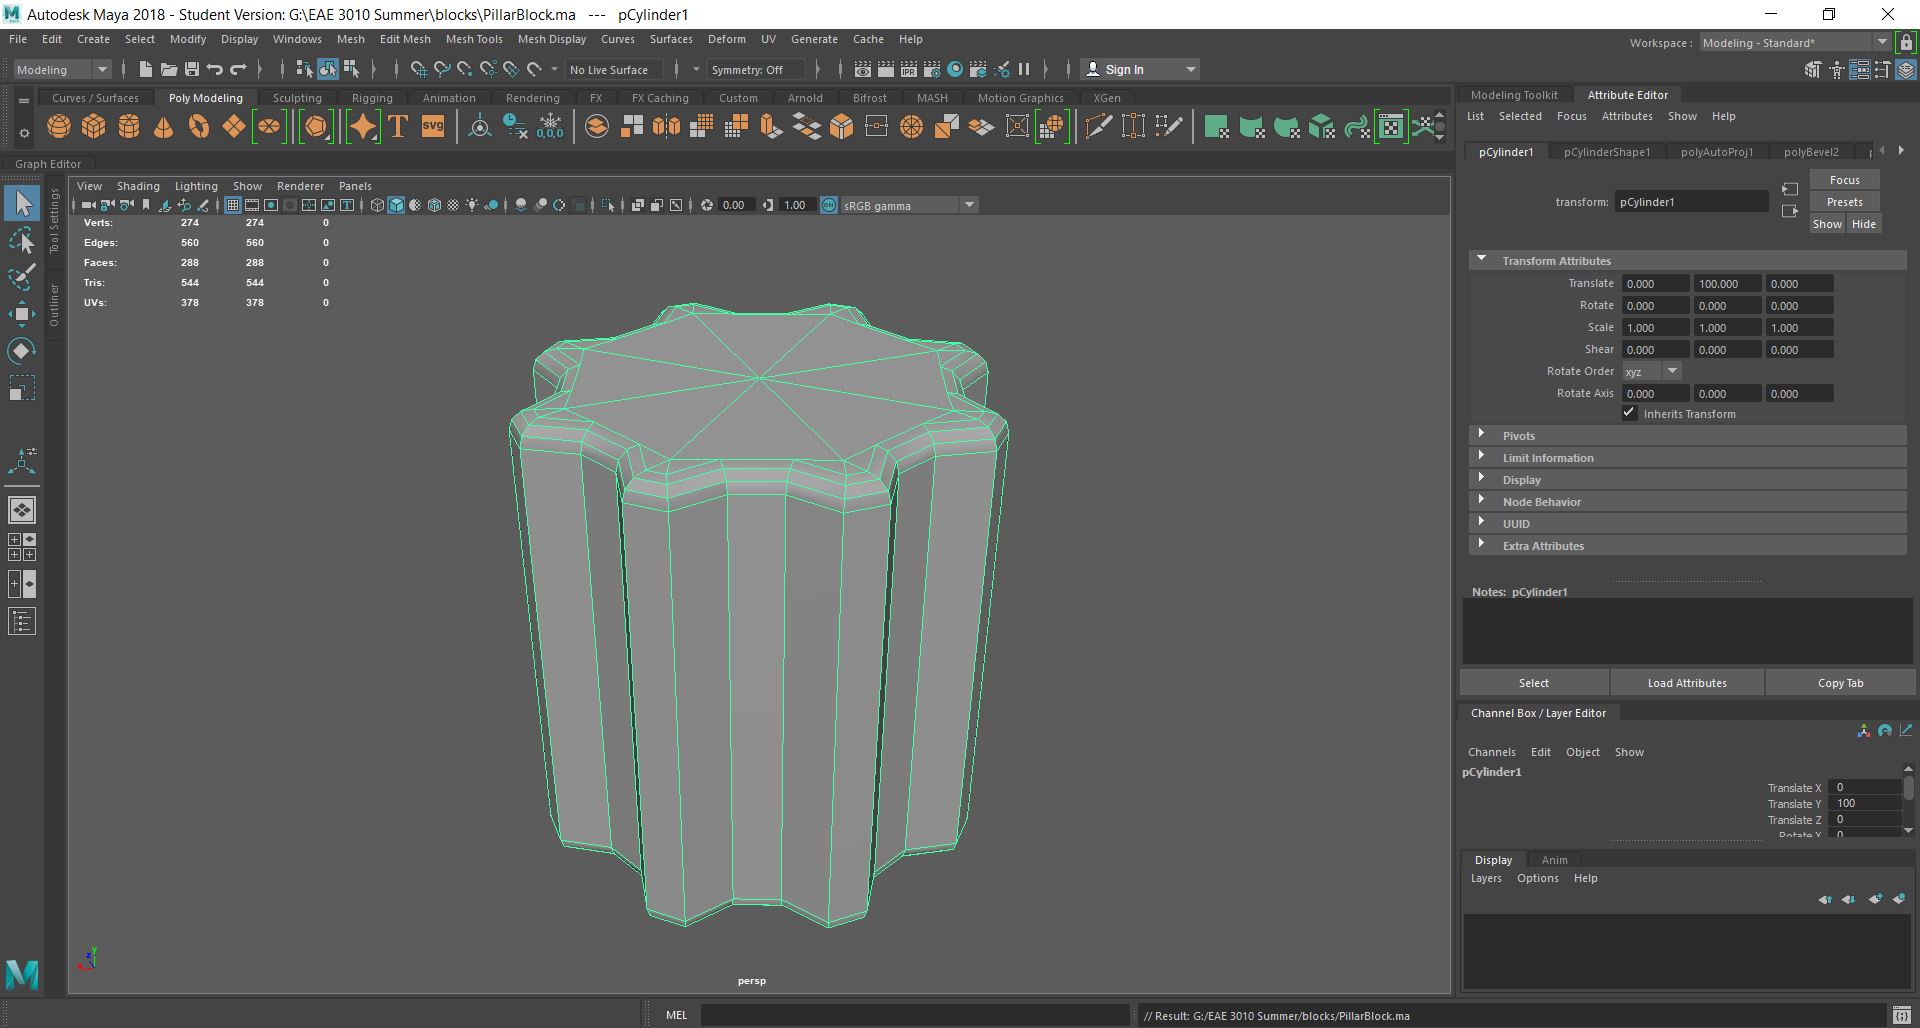 Autodesk Maya 2018 - Student Version: G:\EAE 3010 Summer\blocks\PillarBlock.ma   ---   pCylinder1
File Edit Create Select Modify Display Windows Mesh Edit Mesh Mesh Tools Mesh Display Curves Surfaces Deform UV Generate Cache Help
Workspace : Modeling - Standard*
Modeling No Live Surface Symmetry: Off IPR Sign In
Curves / Surfaces Poly Modeling Sculpting Rigging Animation Rendering FX FX Caching Custom Arnold Bifrost MASH Motion Graphics XGen
Modeling Toolkit Attribute Editor
List Selected Focus Attributes Show Help
T SVG 0,0,0
Graph Editor
pCylinder1 pCylinderShape1 polyAutoProj1 polyBevel2
View Shading Lighting Show Renderer Panels
0.00 1.00 ON sRGB gamma
Tool Settings
Outliner
Verts: 274 274 0
Edges: 560 560 0
Faces: 288 288 0
Tris: 544 544 0
UVs: 378 378 0
Focus
transform: pCylinder1 Presets
Show Hide
Transform Attributes
Translate 0.000 100.000 0.000
Rotate 0.000 0.000 0.000
Scale 1.000 1.000 1.000
Shear 0.000 0.000 0.000
Rotate Order xyz
Rotate Axis 0.000 0.000 0.000
Inherits Transform
Pivots
Limit Information
Display
Node Behavior
UUID
Extra Attributes
Notes: pCylinder1
Select Load Attributes Copy Tab
Channel Box / Layer Editor
Channels Edit Object Show
pCylinder1
Translate X 0
Translate Y 100
Translate Z 0
Rotate X 0
Display Anim
Layers Options Help
y
z
x
persp
M
MEL // Result: G:/EAE 3010 Summer/blocks/PillarBlock.ma